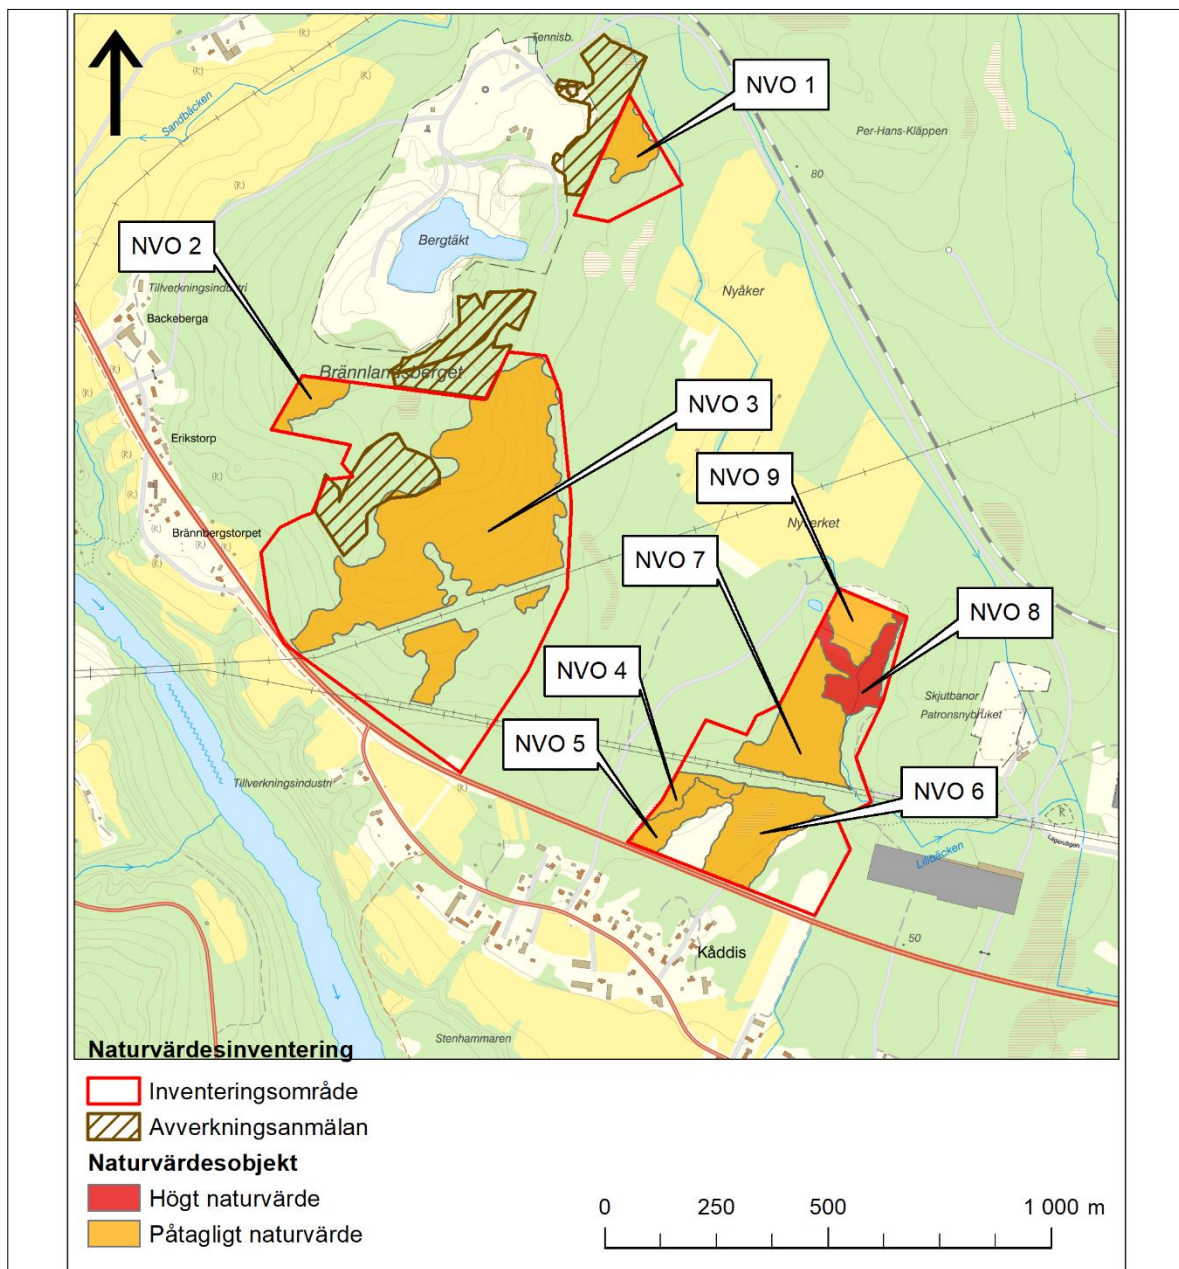 Tennisb.
NVO 1
Sandbäcken
Per-Hans-Kläppen
80
NVO 2
Bergtäkt
Tillverkningsindustri
Nyåker
Backeberga
Brännlandsberget
NVO 3
Erikstorp
NVO 9
Brännbergstorpet
NVO 7
NVO 8
NVO 4
Skjutbanor
Patronsnybruket
NVO 5
Tillverkningsindustri
NVO 6
Lillbäcken
Kåddis
50
Stenhammaren
Naturvärdesinventering
Inventeringsområde
Avverkningsanmälan
Naturvärdesobjekt
Högt naturvärde
Påtagligt naturvärde
0 250 500 1 000 m